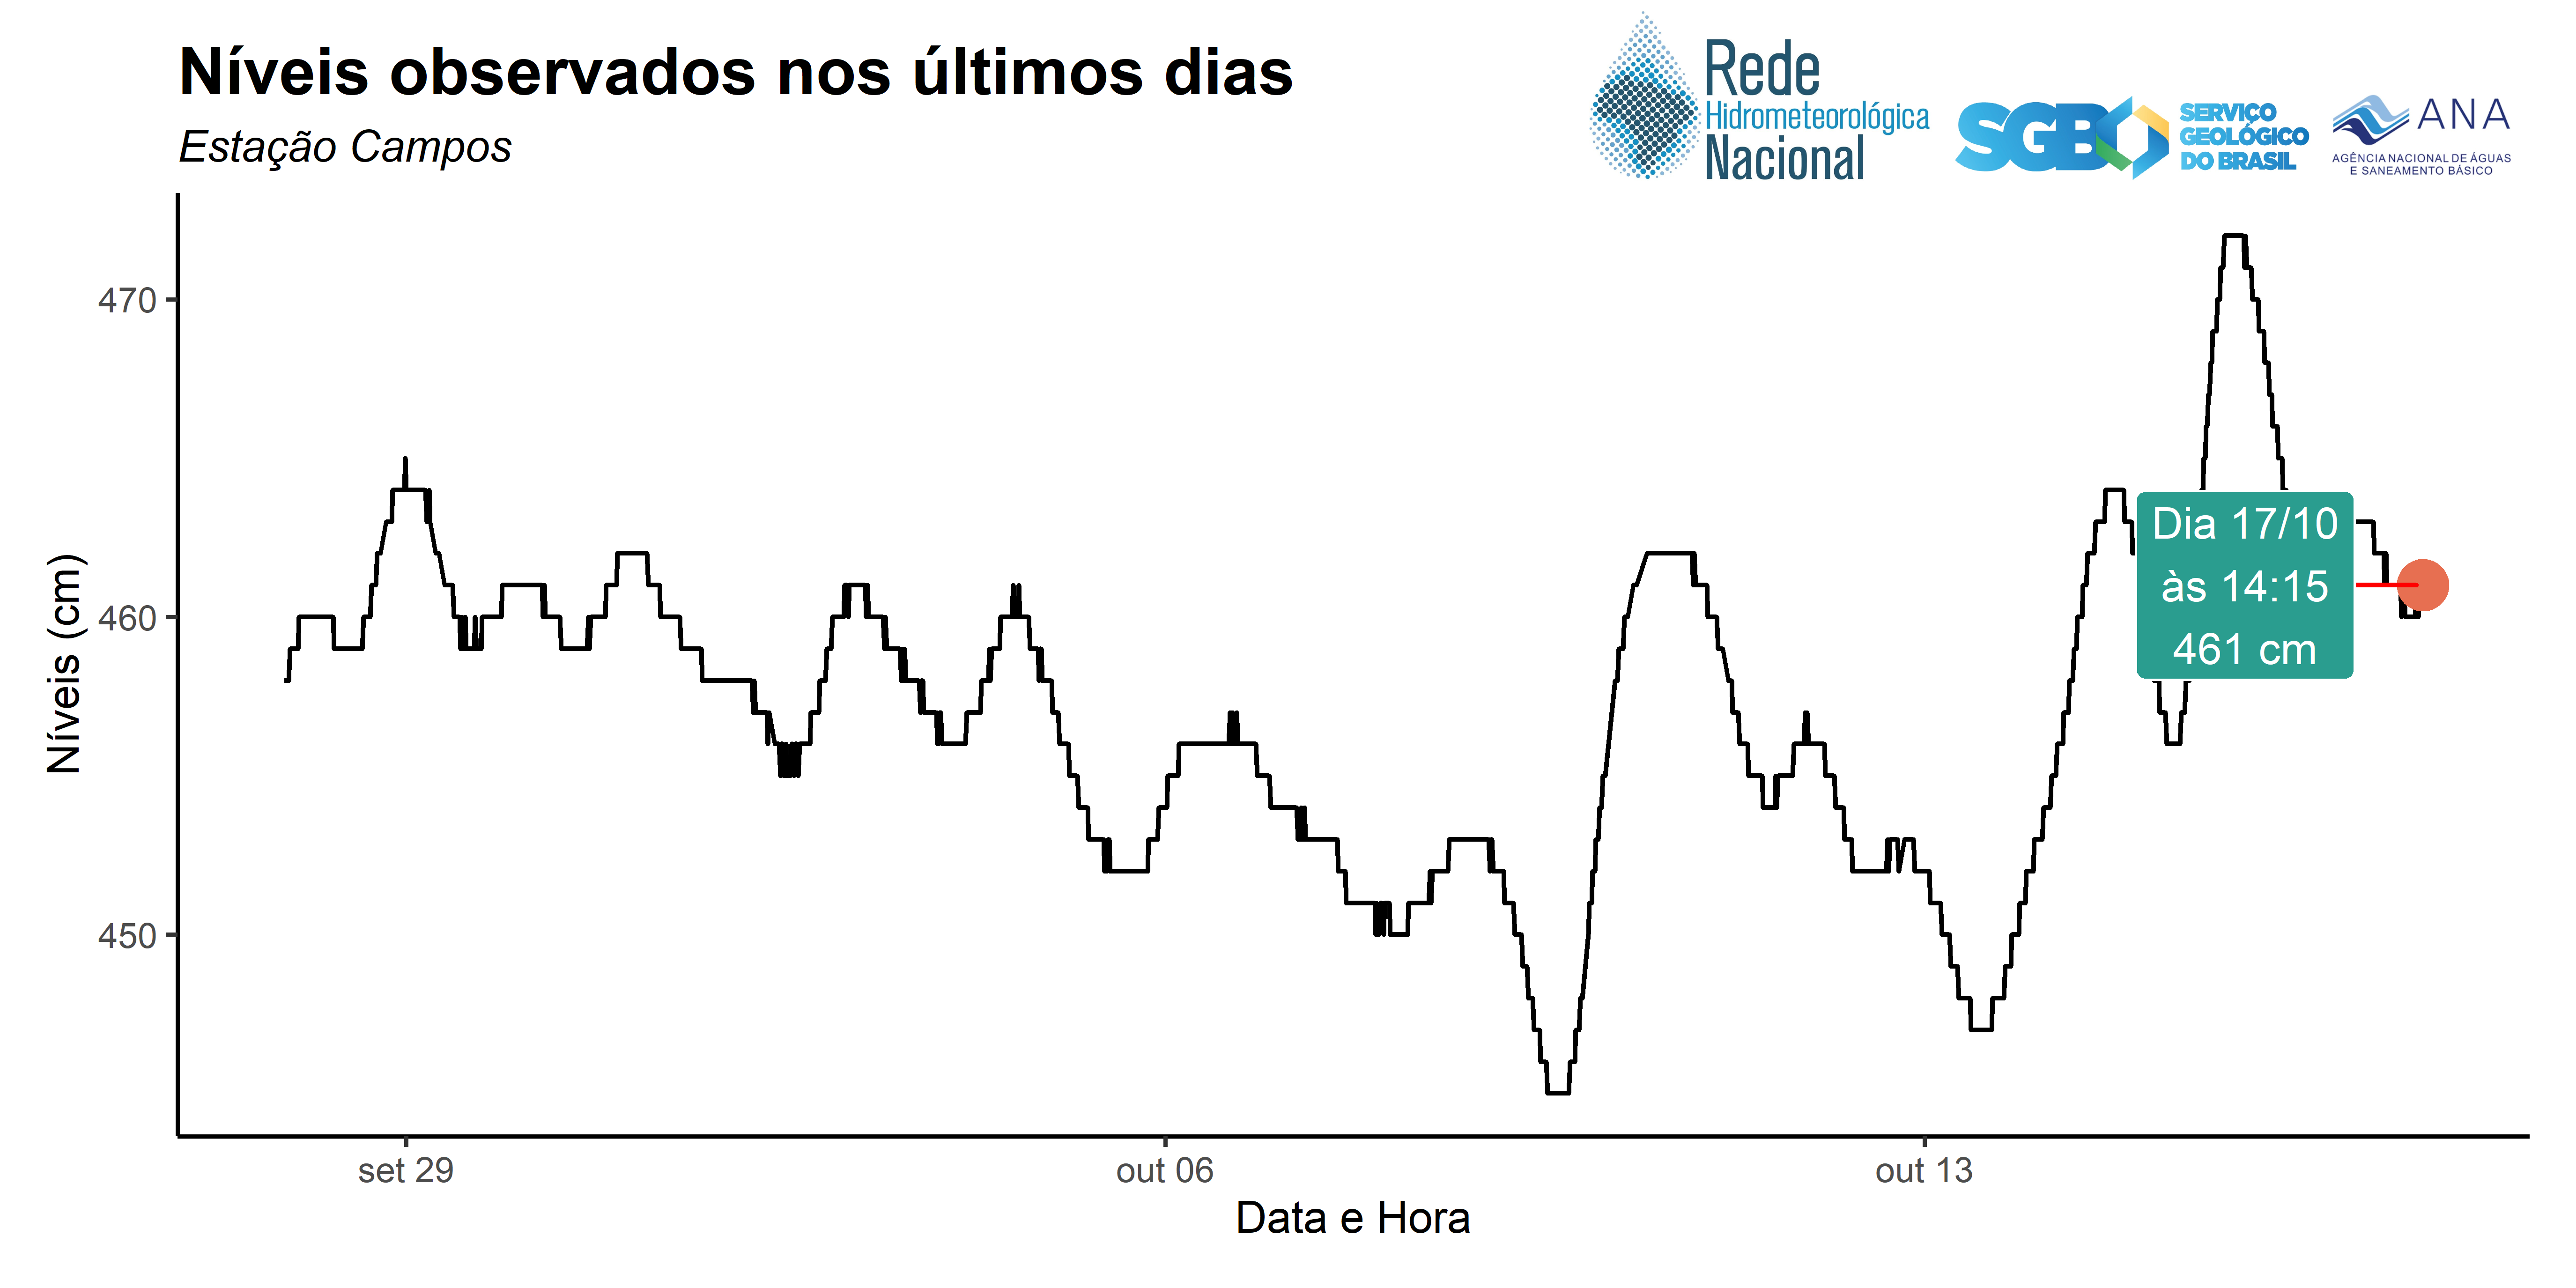 Níveis observados nos últimos dias
Estação Campos
Rede
Hidrometeorológica
Nacional
SGB
SERVIÇO
GEOLÓGICO
DO BRASIL
ANA
AGÊNCIA NACIONAL DE ÁGUAS
E SANEAMENTO BÁSICO
Níveis (cm)
470
460
450
Dia 17/10
às 14:15
461 cm
set 29
out 06
out 13
Data e Hora